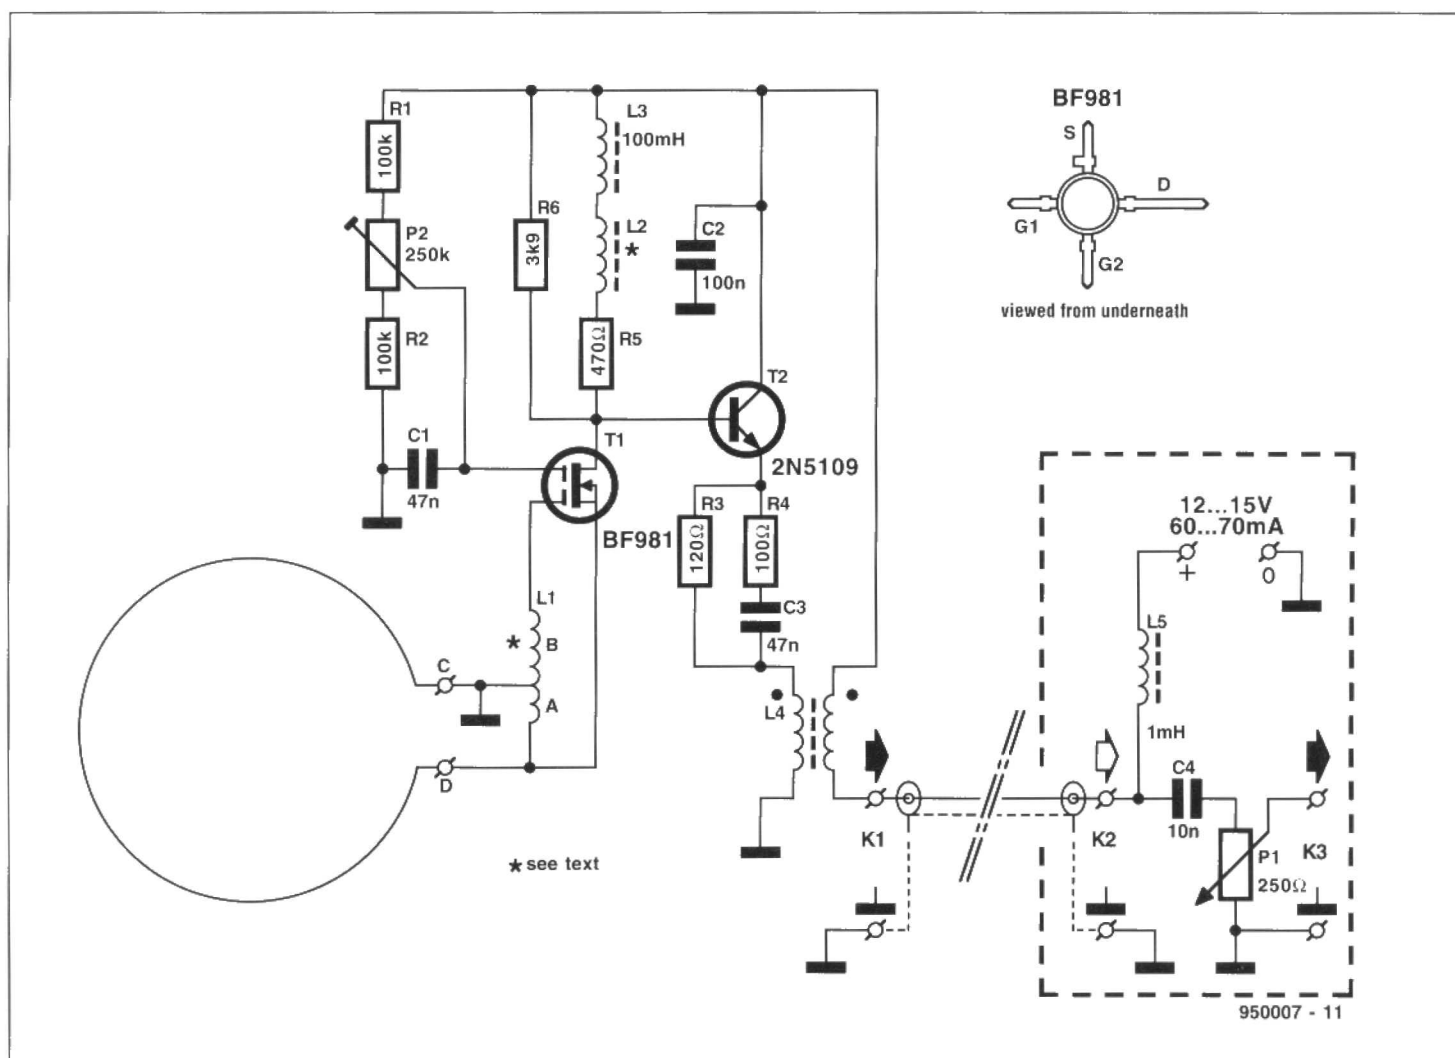 R1
100k
P2
250k
100k
R2
C1
47n
R6
3k9
L3
100mH
L2
*
470Ω
R5
C2
100n
T2
T1
2N5109
BF981
L1
*
B
A
C
D
R3
120Ω
R4
100Ω
C3
47n
L4
* see text
K1
BF981
S
D
G1
G2
viewed from underneath
12...15V
60...70mA
+
0
L5
1mH
C4
10n
K2
P1
250Ω
K3
950007 - 11